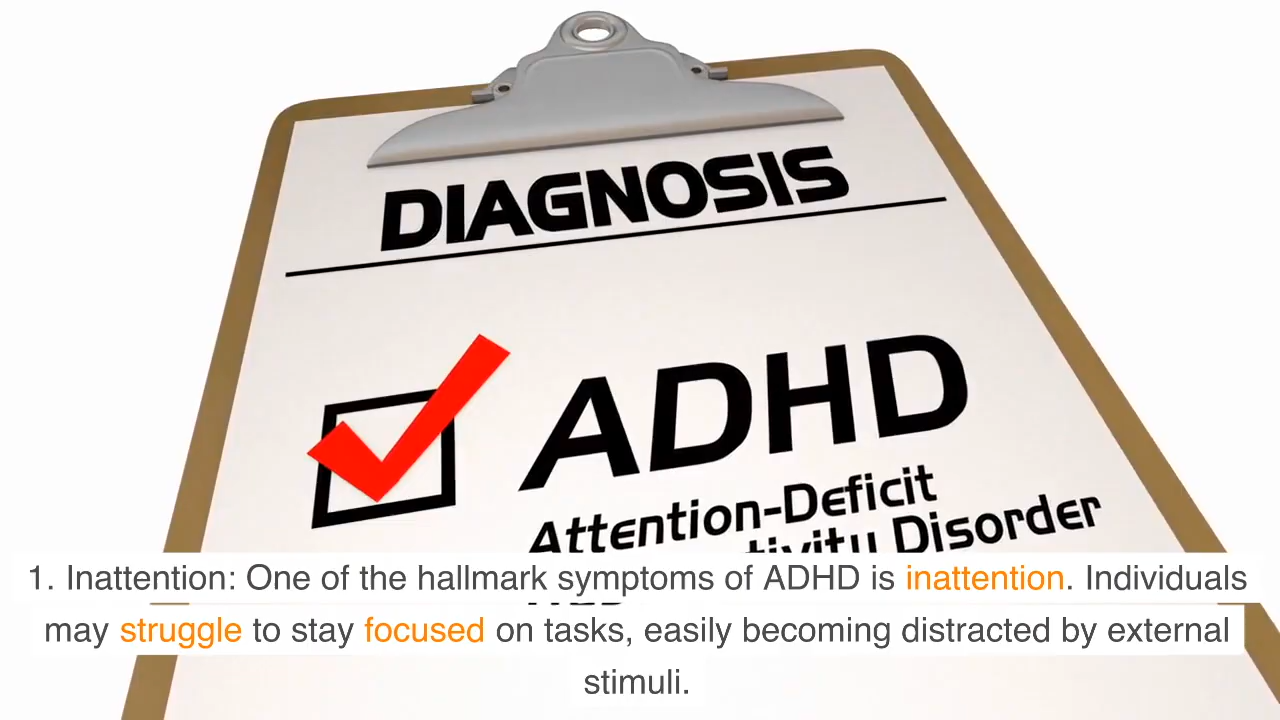 DIAGNOSIS
ADHD
Attention-Deficit
Disorder
1. Inattention: One of the hallmark symptoms of ADHD is inattention. Individuals
may struggle to stay focused on tasks, easily becoming distracted by external
stimuli.